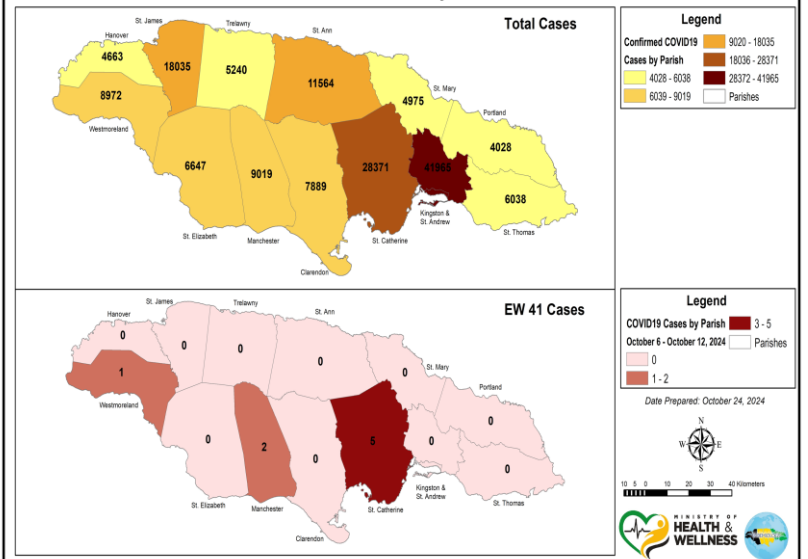 Total Cases
St. James
Trelawny
St. Ann
Hanover
4663
18035
5240
11564
St. Mary
8972
4975
Portland
Westmoreland
4028
6647
9019
7889
28371
41965
6038
Kingston &
St. Andrew
St. Thomas
St. Elizabeth
Manchester
St. Catherine
Clarendon
Legend
Confirmed COVID19
Cases by Parish
4028 - 6038
6039 - 9019
9020 - 18035
18036 - 28371
28372 - 41965
Parishes
EW 41 Cases
St. James
Trelawny
St. Ann
Hanover
0
0
0
0
St. Mary
0
1
Portland
Westmoreland
0
0
2
0
5
0
0
Kingston &
St. Andrew
St. Thomas
St. Elizabeth
Manchester
St. Catherine
Clarendon
Legend
COVID19 Cases by Parish
October 6 - October 12, 2024
0
1 - 2
3 - 5
Parishes
Date Prepared: October 24, 2024
N
W E
S
10 5 0 10 20 30 40 Kilometers
MINISTRY OF
HEALTH &
WELLNESS